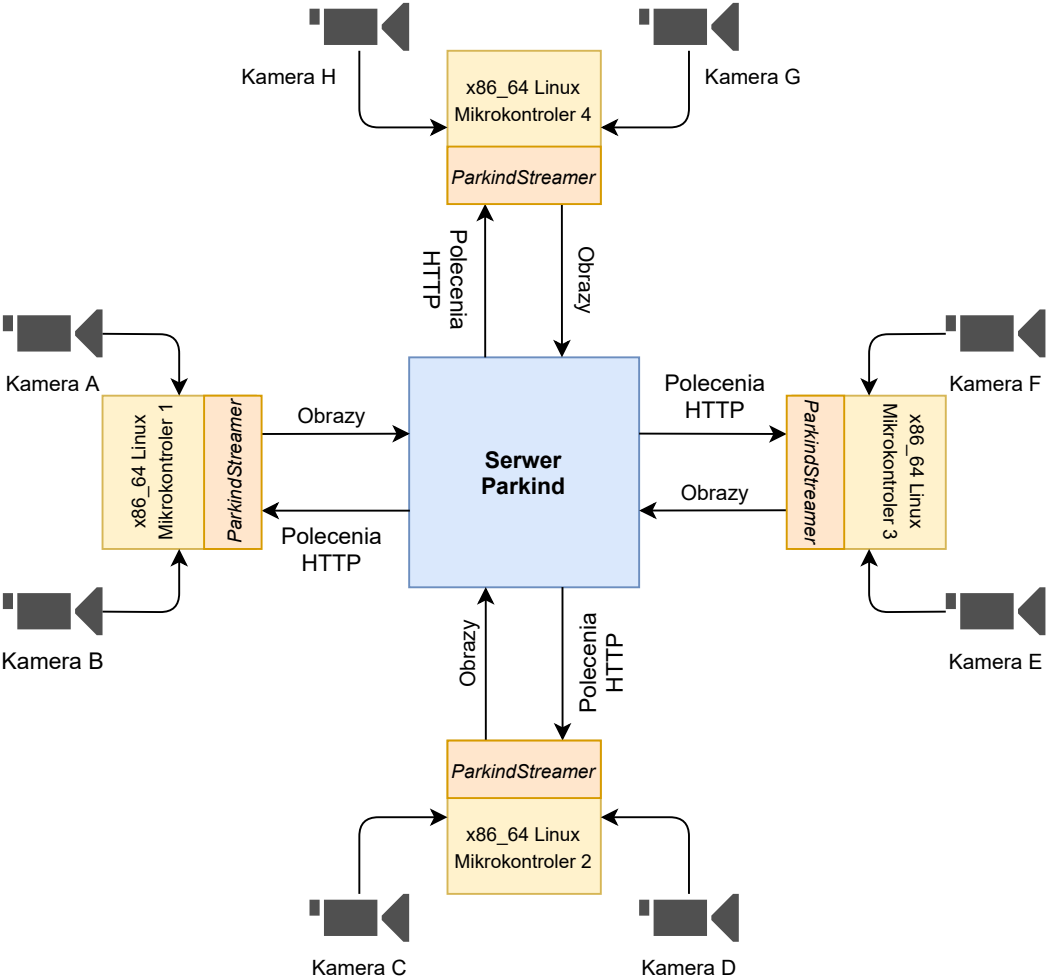 Kamera H
Kamera G
x86_64 Linux
Mikrokontroler 4
ParkindStreamer
Polecenia
HTTP
Obrazy
Kamera A
Kamera F
x86_64 Linux
Mikrokontroler 1
ParkindStreamer
Obrazy
Polecenia
HTTP
Serwer
Parkind
Polecenia
HTTP
Obrazy
ParkindStreamer
x86_64 Linux
Mikrokontroler 3
Kamera B
Kamera E
Obrazy
Polecenia
HTTP
ParkindStreamer
x86_64 Linux
Mikrokontroler 2
Kamera C
Kamera D